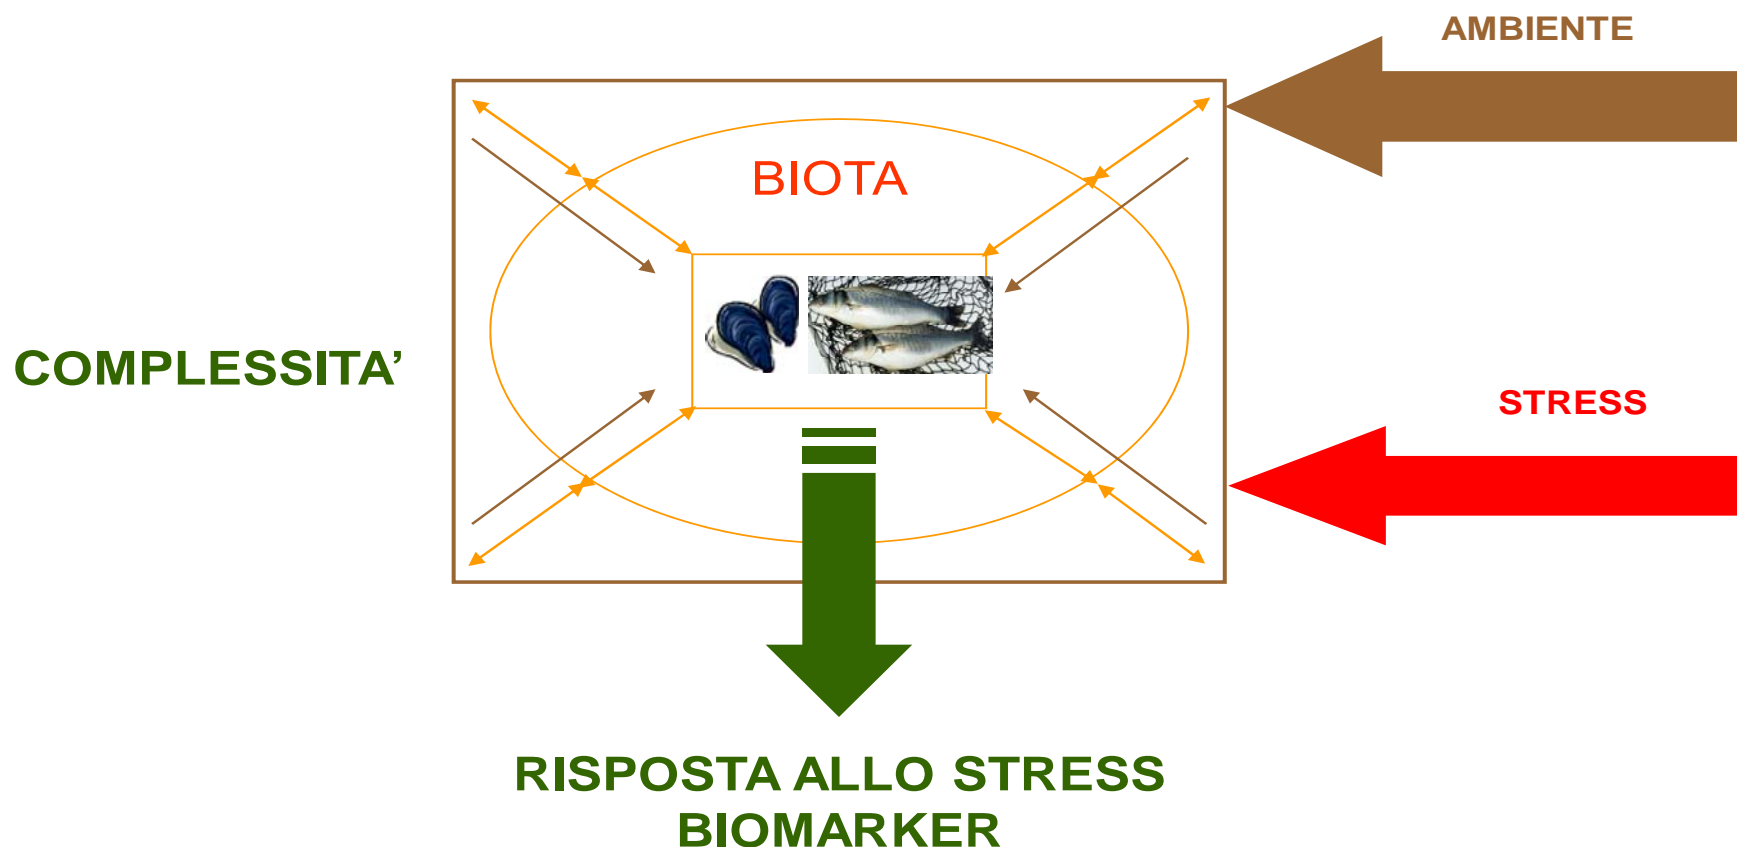 AMBIENTE
BIOTA
COMPLESSITA’
STRESS
RISPOSTA ALLO STRESS
BIOMARKER